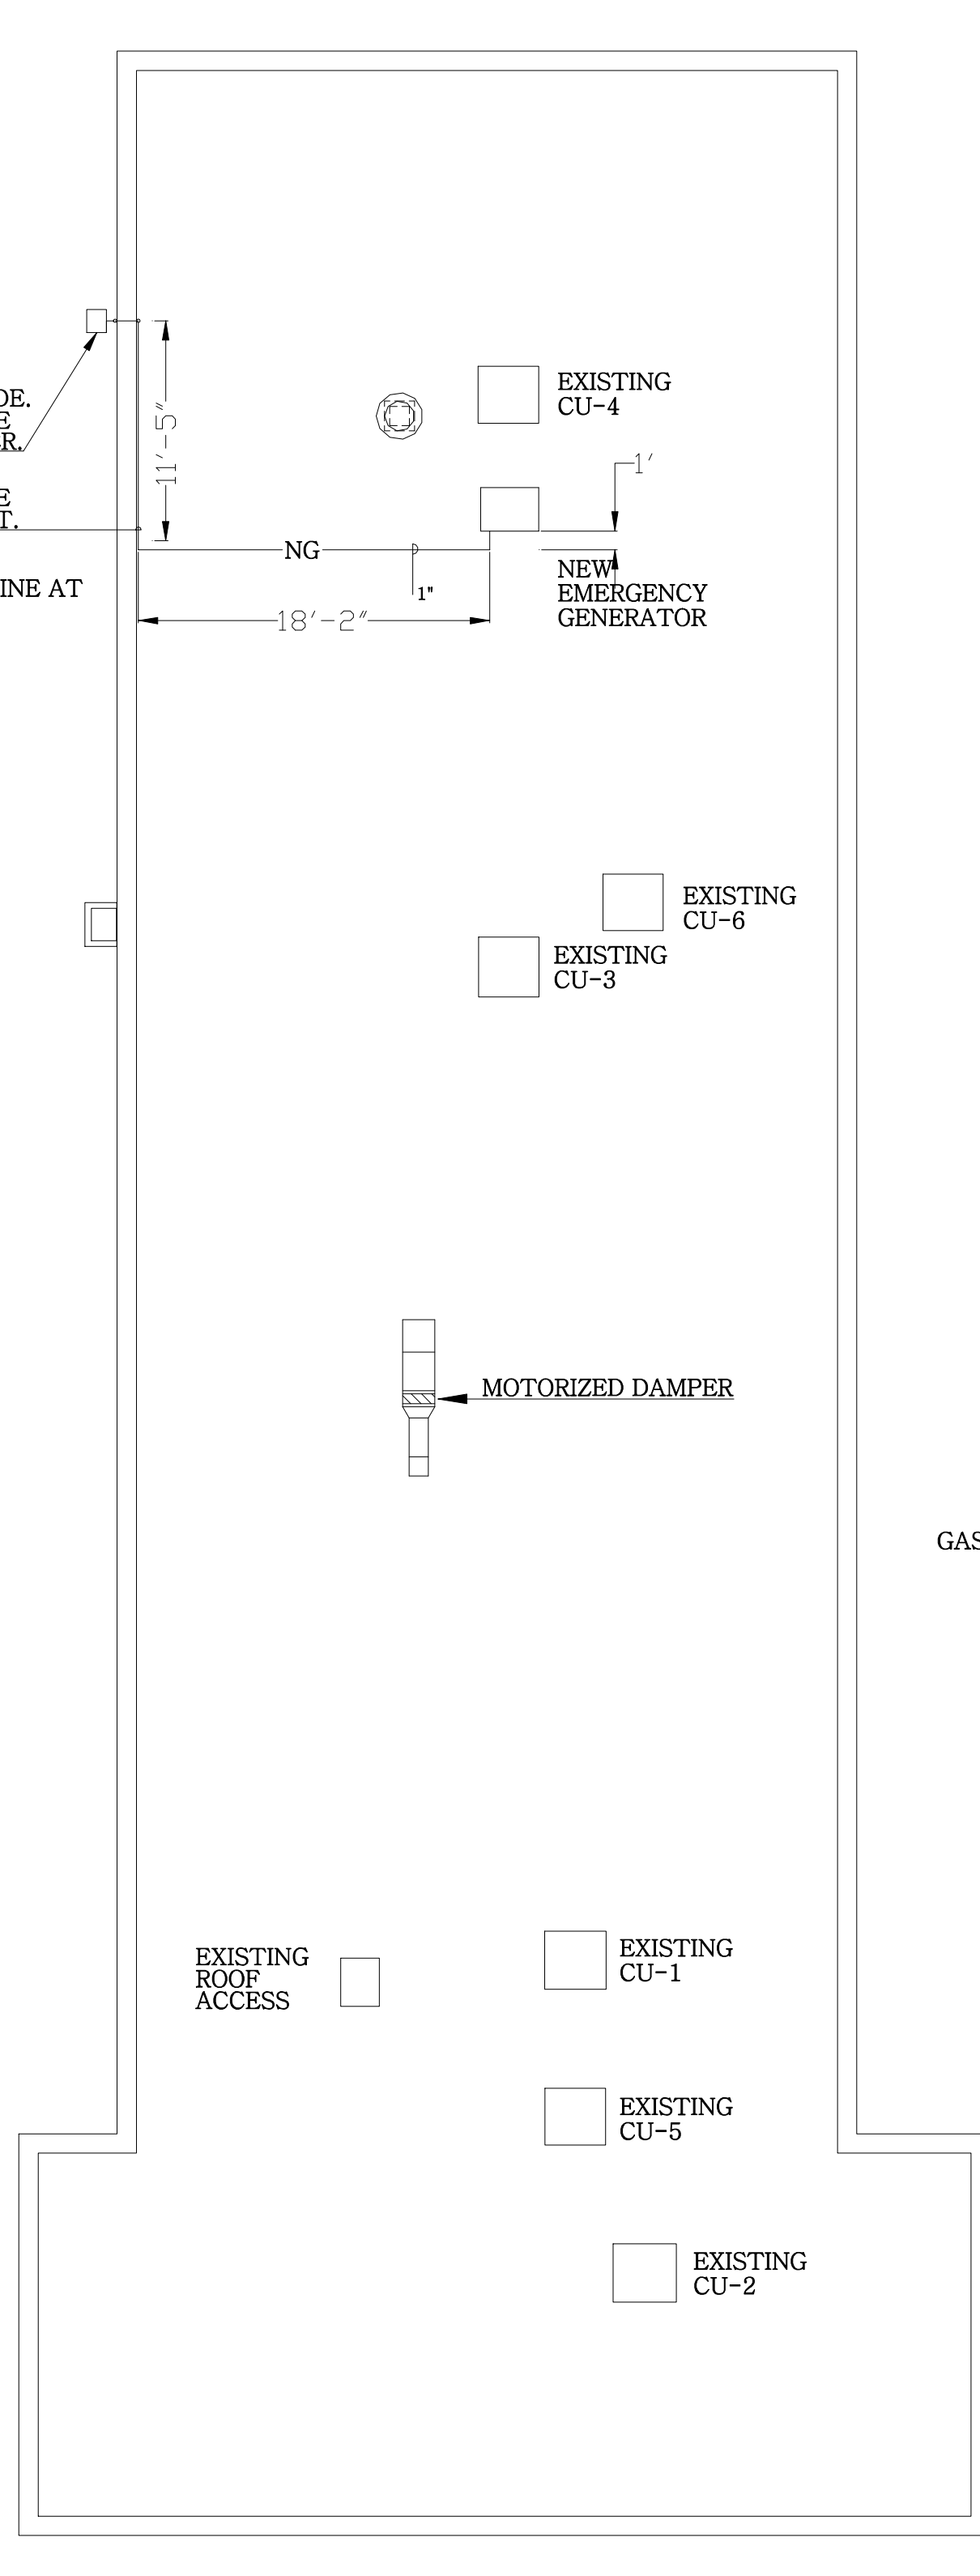 EXISTING
CU-4
11'-5"
1'
NG
1"
NEW
EMERGENCY
GENERATOR
INE AT
18'-2"
EXISTING
CU-6
EXISTING
CU-3
MOTORIZED DAMPER
GAS
EXISTING
ROOF
ACCESS
EXISTING
CU-1
EXISTING
CU-5
EXISTING
CU-2